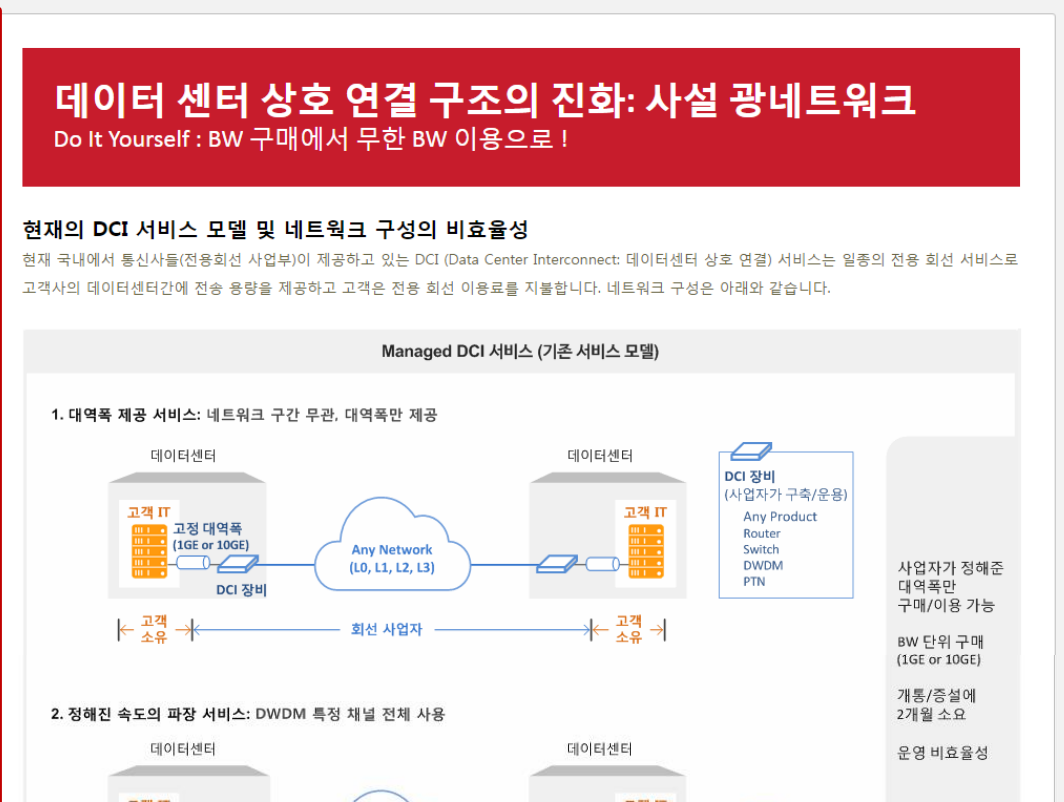 데이터 센터 상호 연결 구조의 진화: 사설 광네트워크
Do It Yourself : BW 구매에서 무한 BW 이용으로 !
현재의 DCI 서비스 모델 및 네트웍크 구성의 비효율성
현재 국내에서 통신사들(전용회선 사업부)이 제공하고 있는 DCI (Data Center Interconnect: 데이터센터 상호 연결) 서비스는 일종의 전용 회선 서비스로
고객사의 데이터센터간에 전송 용량을 제공하고 고객은 전용 회선 이용료를 지불합니다. 네트워크 구성은 아래와 같습니다.
Managed DCI 서비스 (기존 서비스 모델)
1. 대역폭 제공 서비스: 네트워크 구간 무관, 대역폭만 제공
데이터센터
데이터센터
고객 IT
고정 대역폭
(1GE or 10GE)
DCI 장비
Any Network
(L0, L1, L2, L3)
고객 IT
고객
소유
회선 사업자
고객
소유
DCI 장비
(사업자가 구축/운용)
Any Product
Router
Switch
DWDM
PTN
사업자가 정해준
대역폭만
구매/이용 가능
BW 단위 구매
(1GE or 10GE)
개통/증설에
2개월 소요
운영 비효율성
2. 정해진 속도의 파장 서비스: DWDM 특정 채널 전체 사용
데이터센터
데이터센터